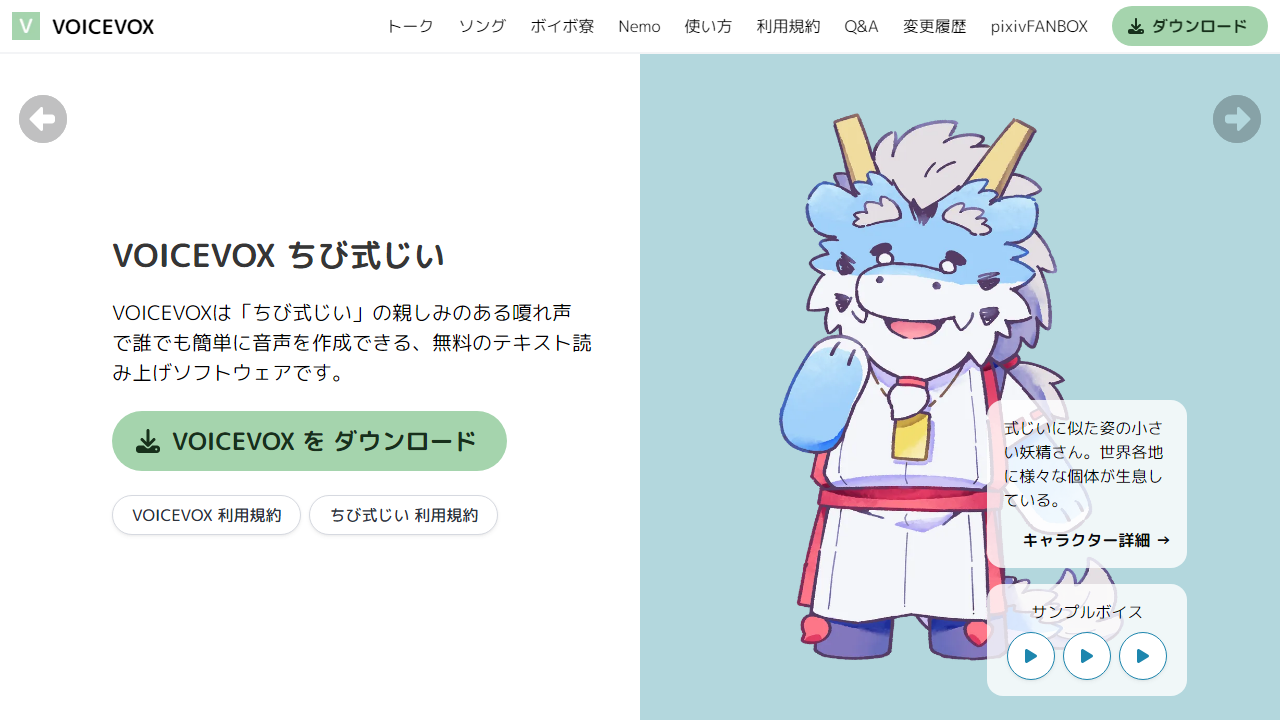 V VOICEVOX
トーク ソング ボイボ寮 Nemo 使い方 利用規約 Q&A 変更履歴 pixivFANBOX ダウンロード
VOICEVOX ちび式じい
VOICEVOXは「ちび式じい」の親しみのある嗄れ声
で誰でも簡単に音声を作成できる、無料のテキスト読
み上げソフトウェアです。
VOICEVOX を ダウンロード
VOICEVOX 利用規約 ちび式じい 利用規約
式じいに似た姿の小さ
い妖精さん。世界各地
に様々な個体が生息し
ている。
キャラクター詳細 →
サンプルボイス